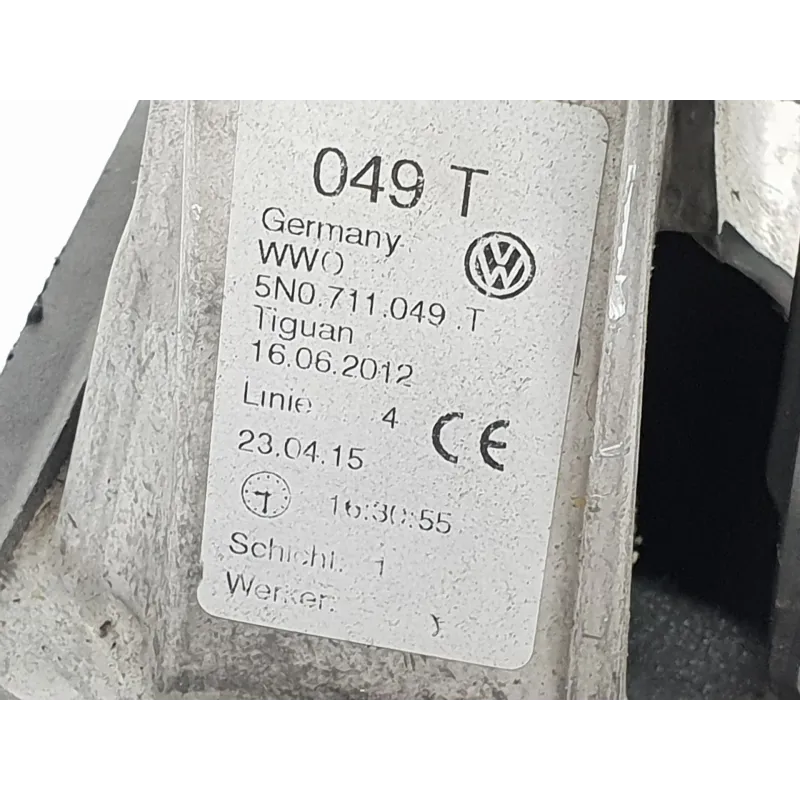 049 T
Germany
WWO
5N0.711.049 .T
Tiguan
16.06.2012
Linie 4
CE
23.04.15
16:30:55
Schicht: 1
Werker: